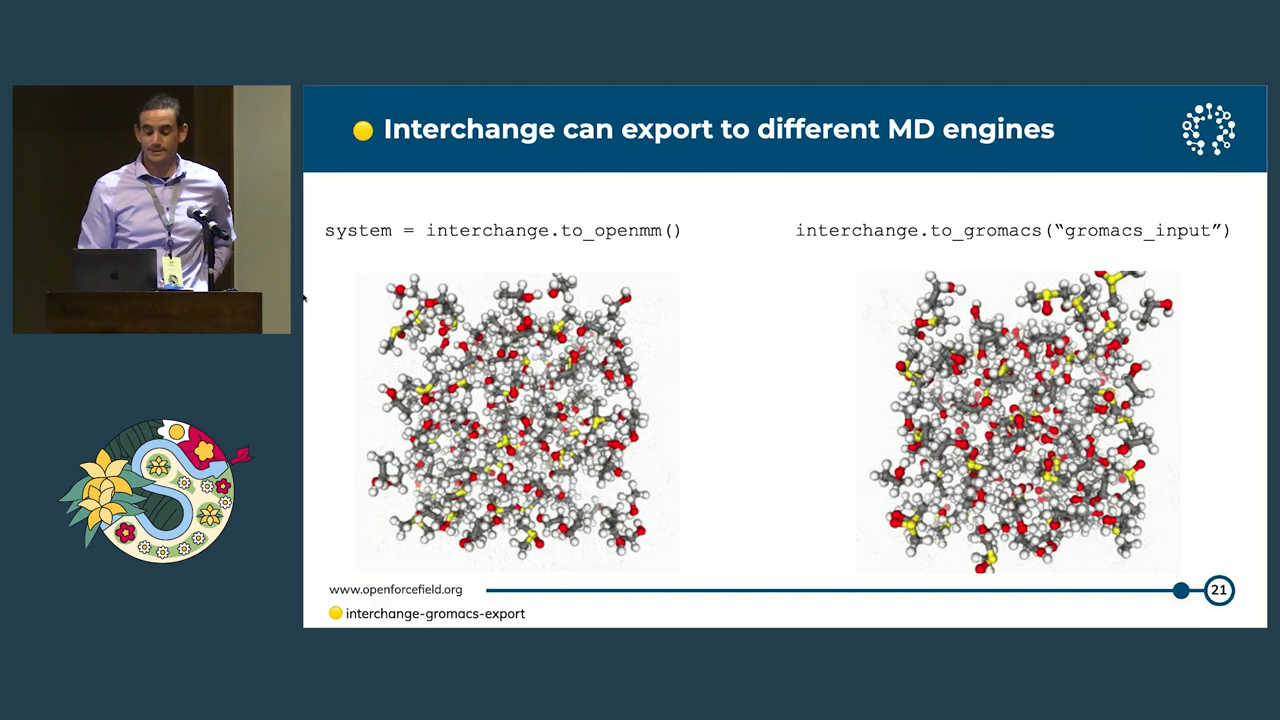 Interchange can export to different MD engines
system = interchange.to_openmm()
interchange.to_gromacs(“gromacs_input”)
www.openforcefield.org
21
interchange-gromacs-export